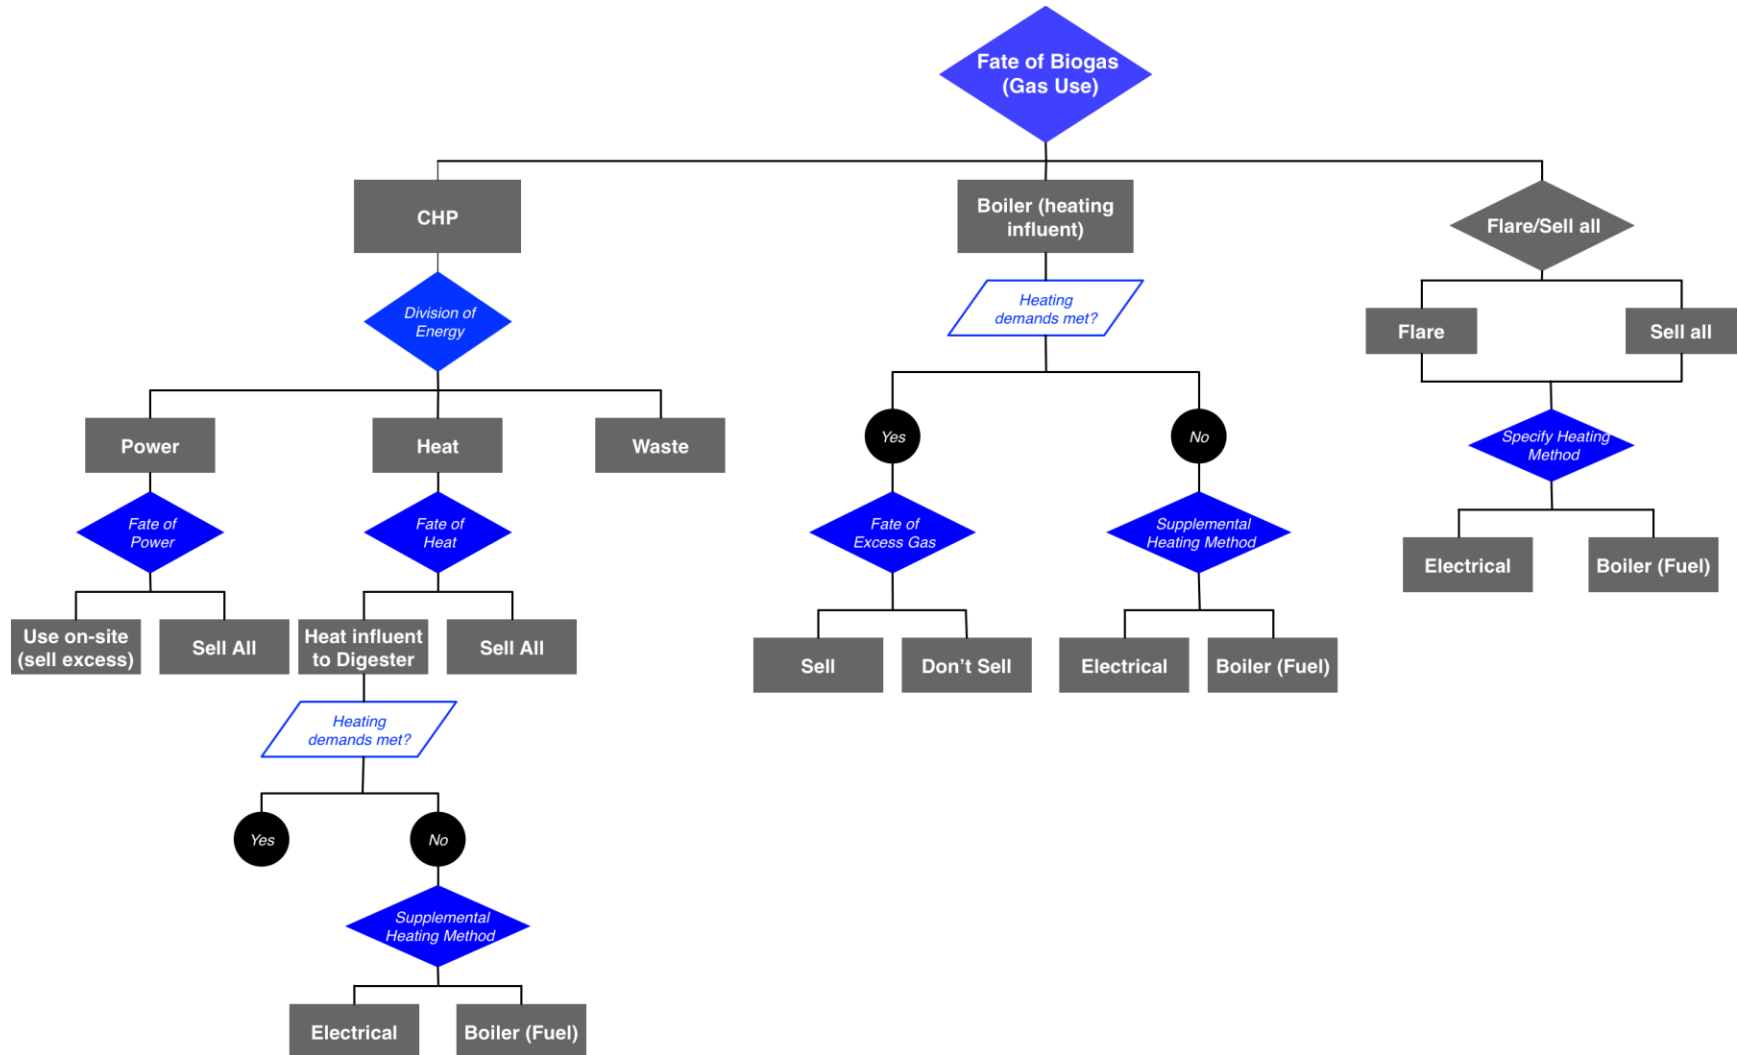 Fate of Biogas
(Gas Use)
CHP
Boiler (heating
influent)
Flare/Sell all
Division of
Energy
Heating
demands met?
Flare
Sell all
Power
Heat
Waste
Yes
No
Specify Heating
Method
Fate of
Power
Fate of
Heat
Fate of
Excess Gas
Supplemental
Heating Method
Electrical
Boiler (Fuel)
Use on-site
(sell excess)
Sell All
Heat influent
to Digester
Sell All
Sell
Don't Sell
Electrical
Boiler (Fuel)
Heating
demands met?
Yes
No
Supplemental
Heating Method
Electrical
Boiler (Fuel)